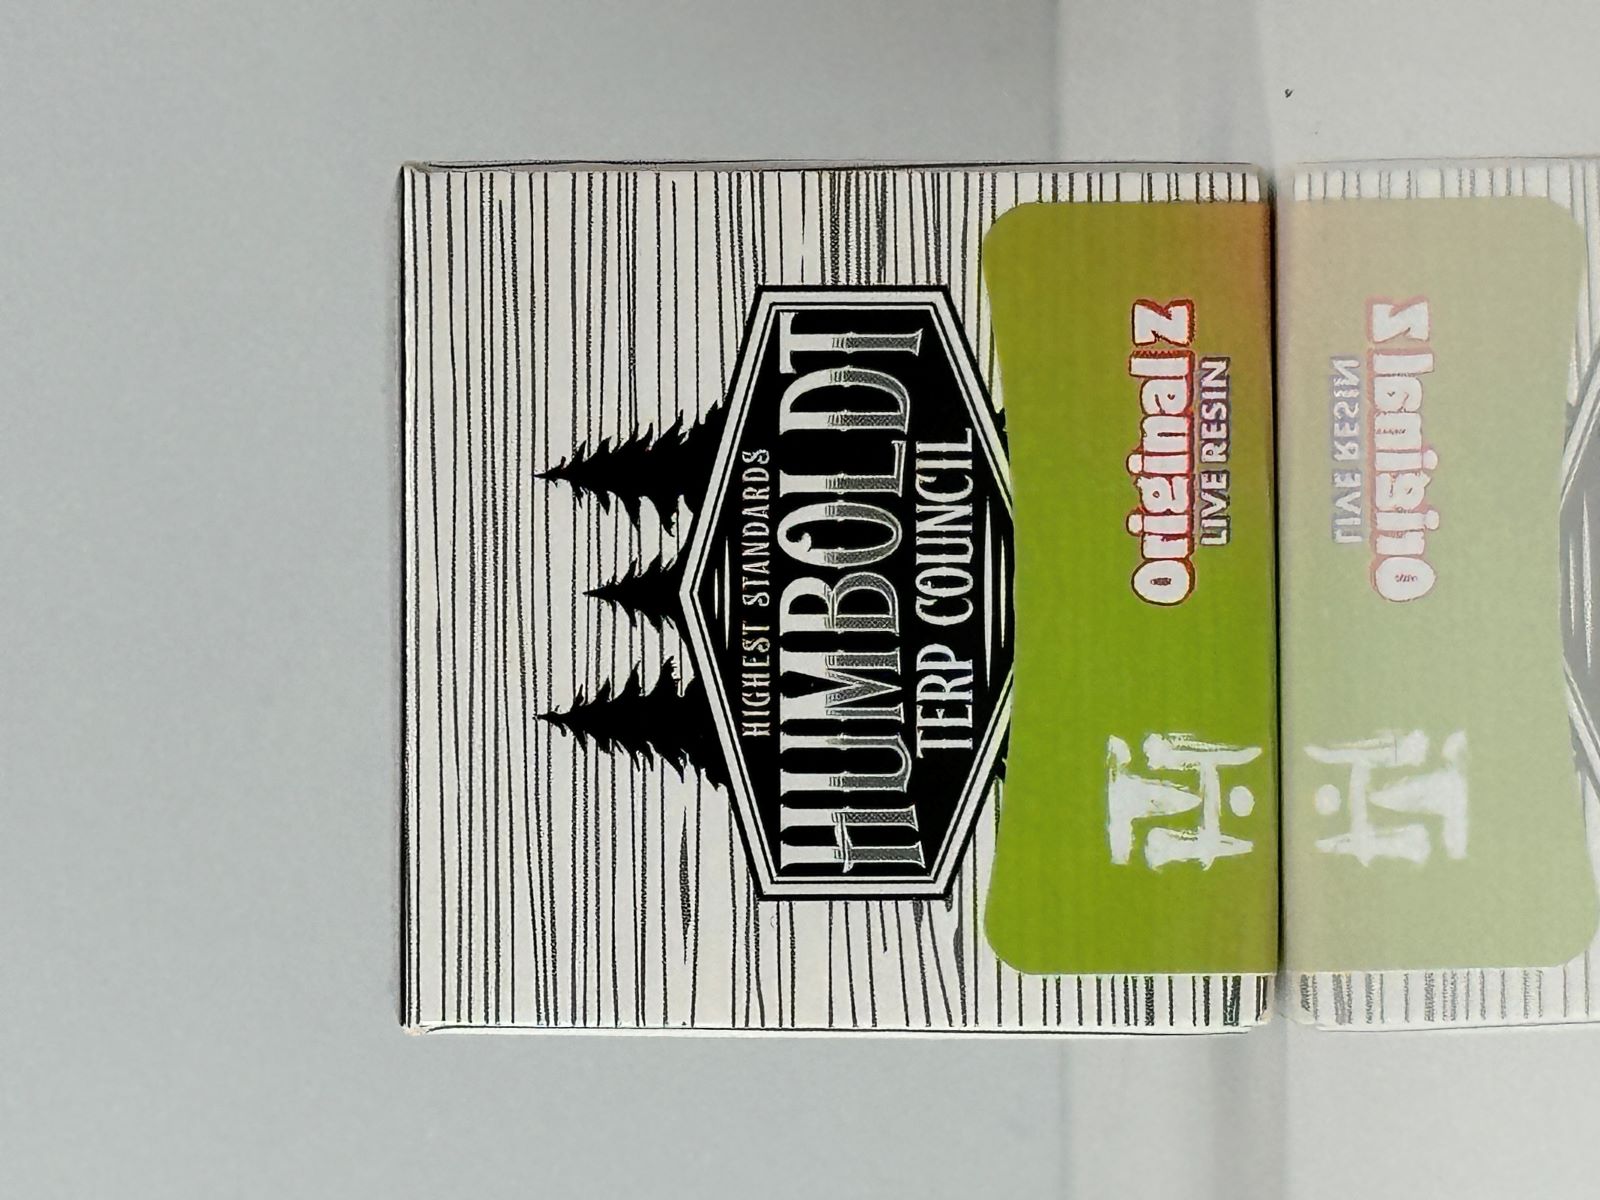 HIGHEST STANDARDS
HUMBOLDT
TERP COUNCIL
Original Z
LIVE RESIN